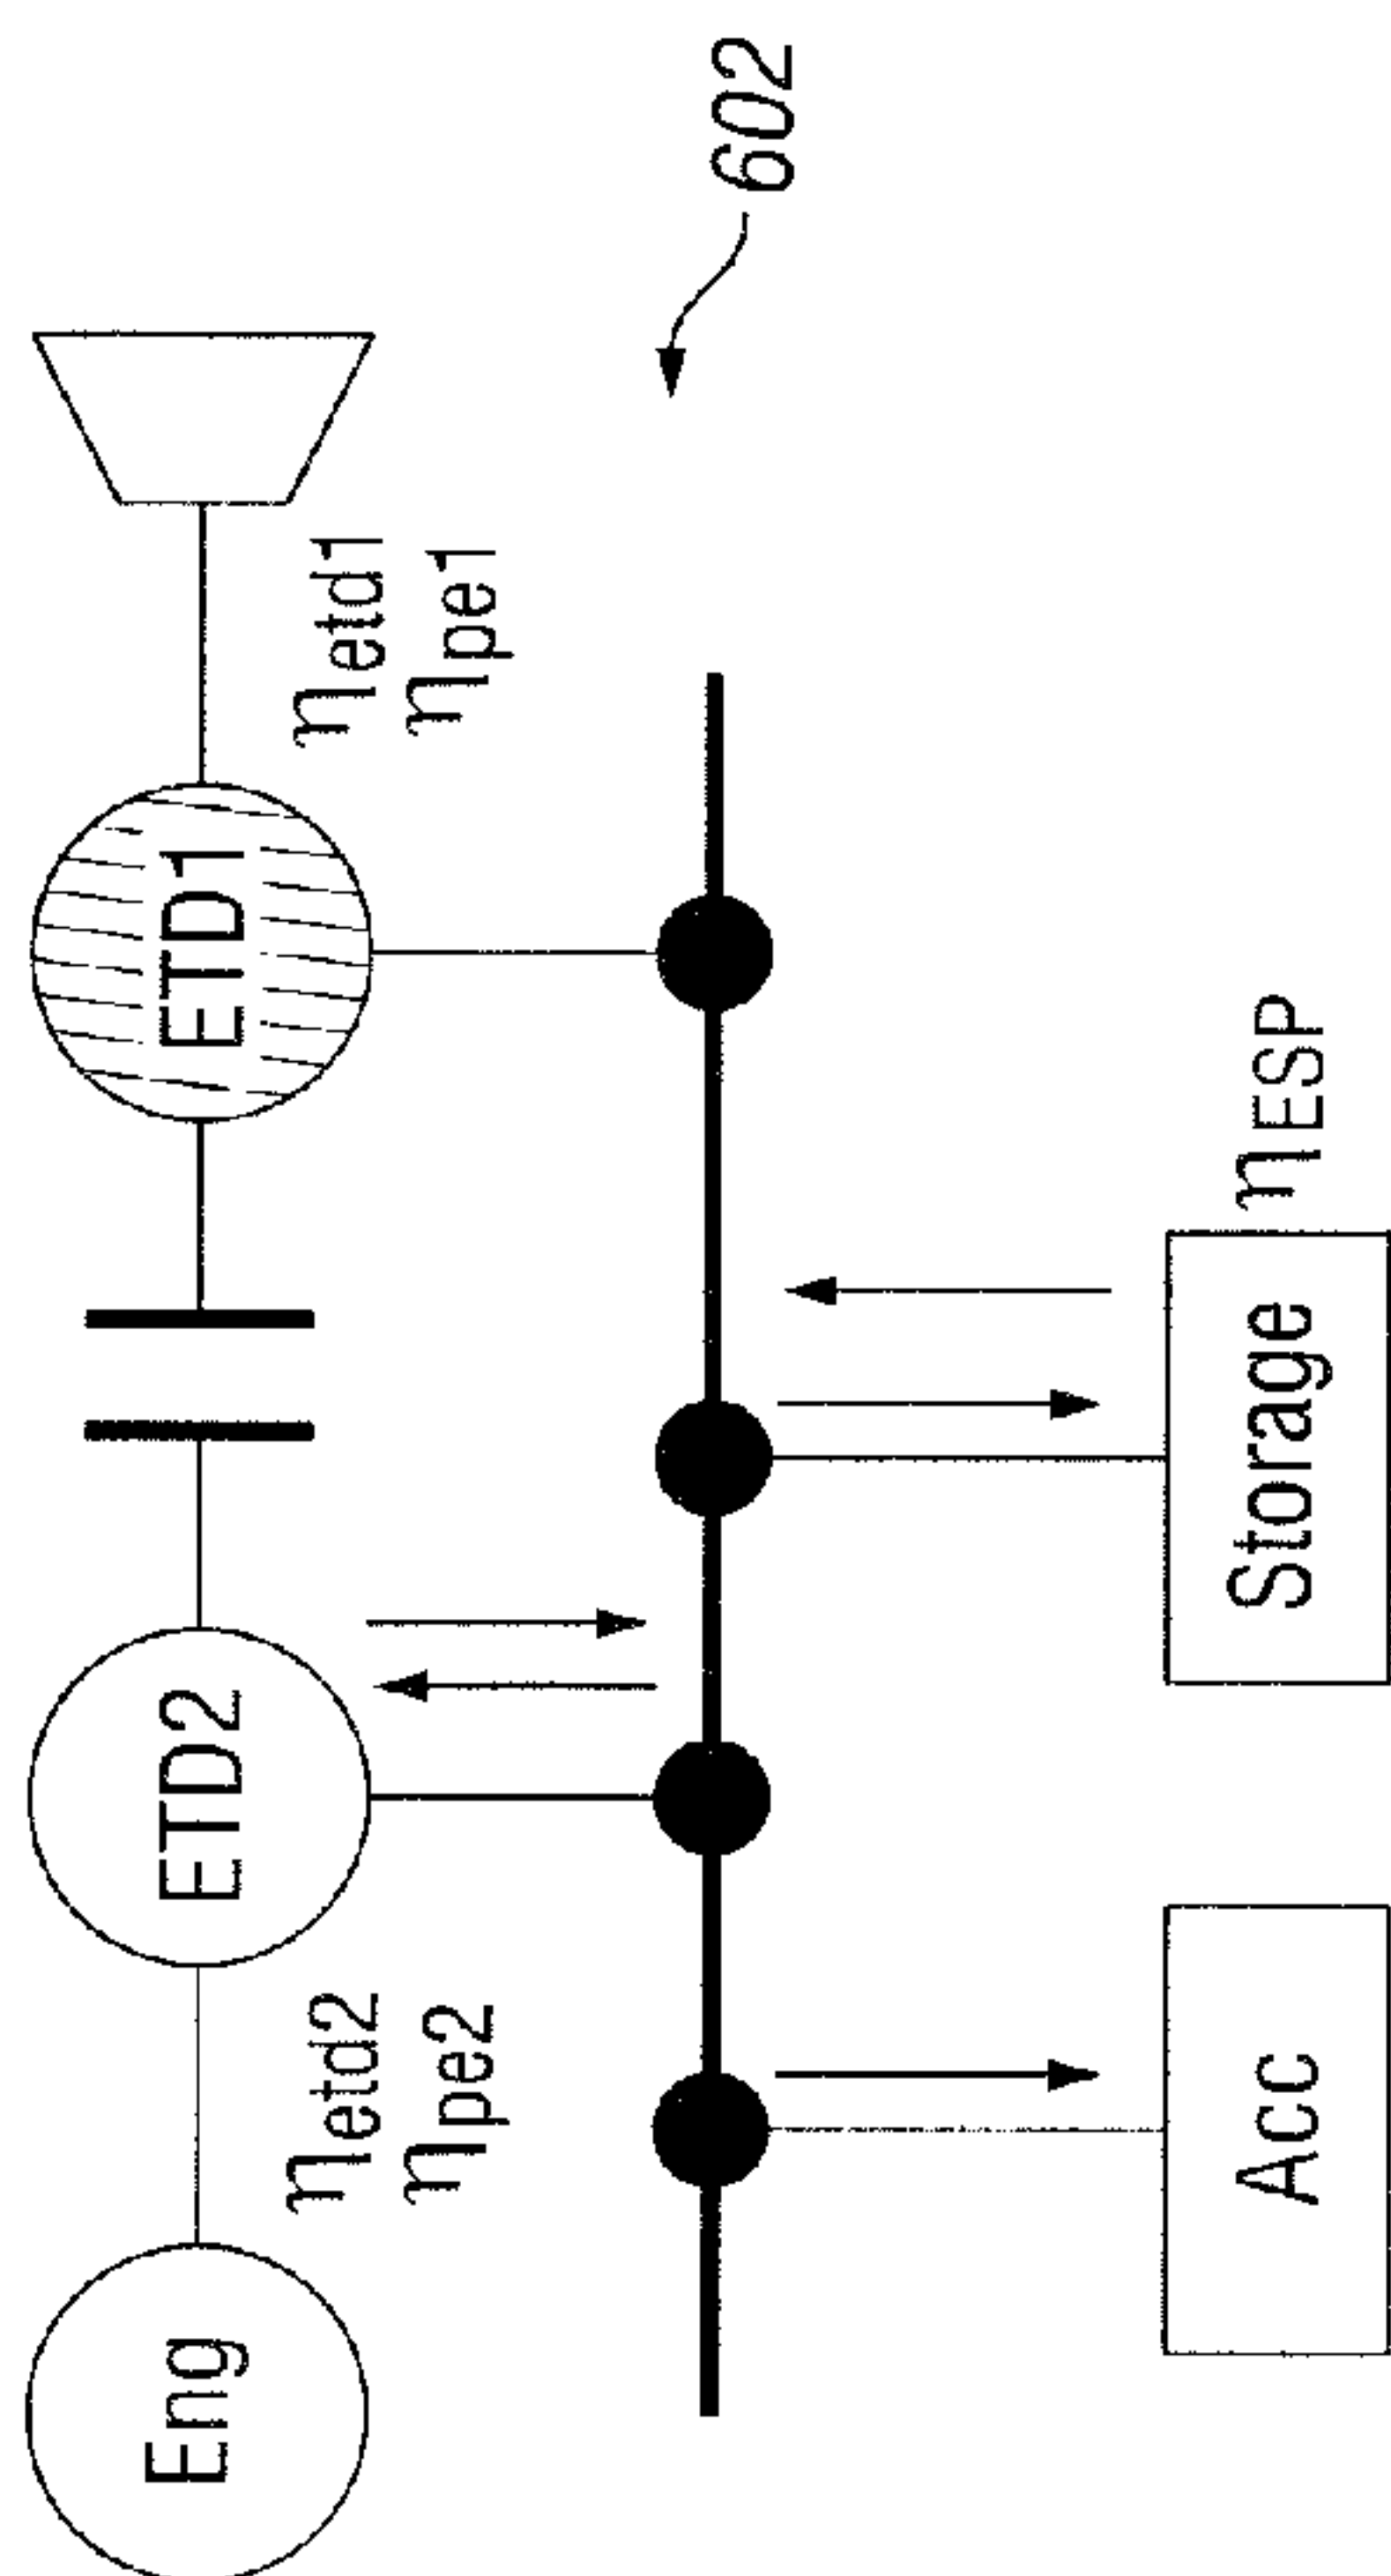 Eng
ETD2
ETD1
ηetd2
ηpe2
ηetd1
ηpe1
602
Acc
Storage
ηESP